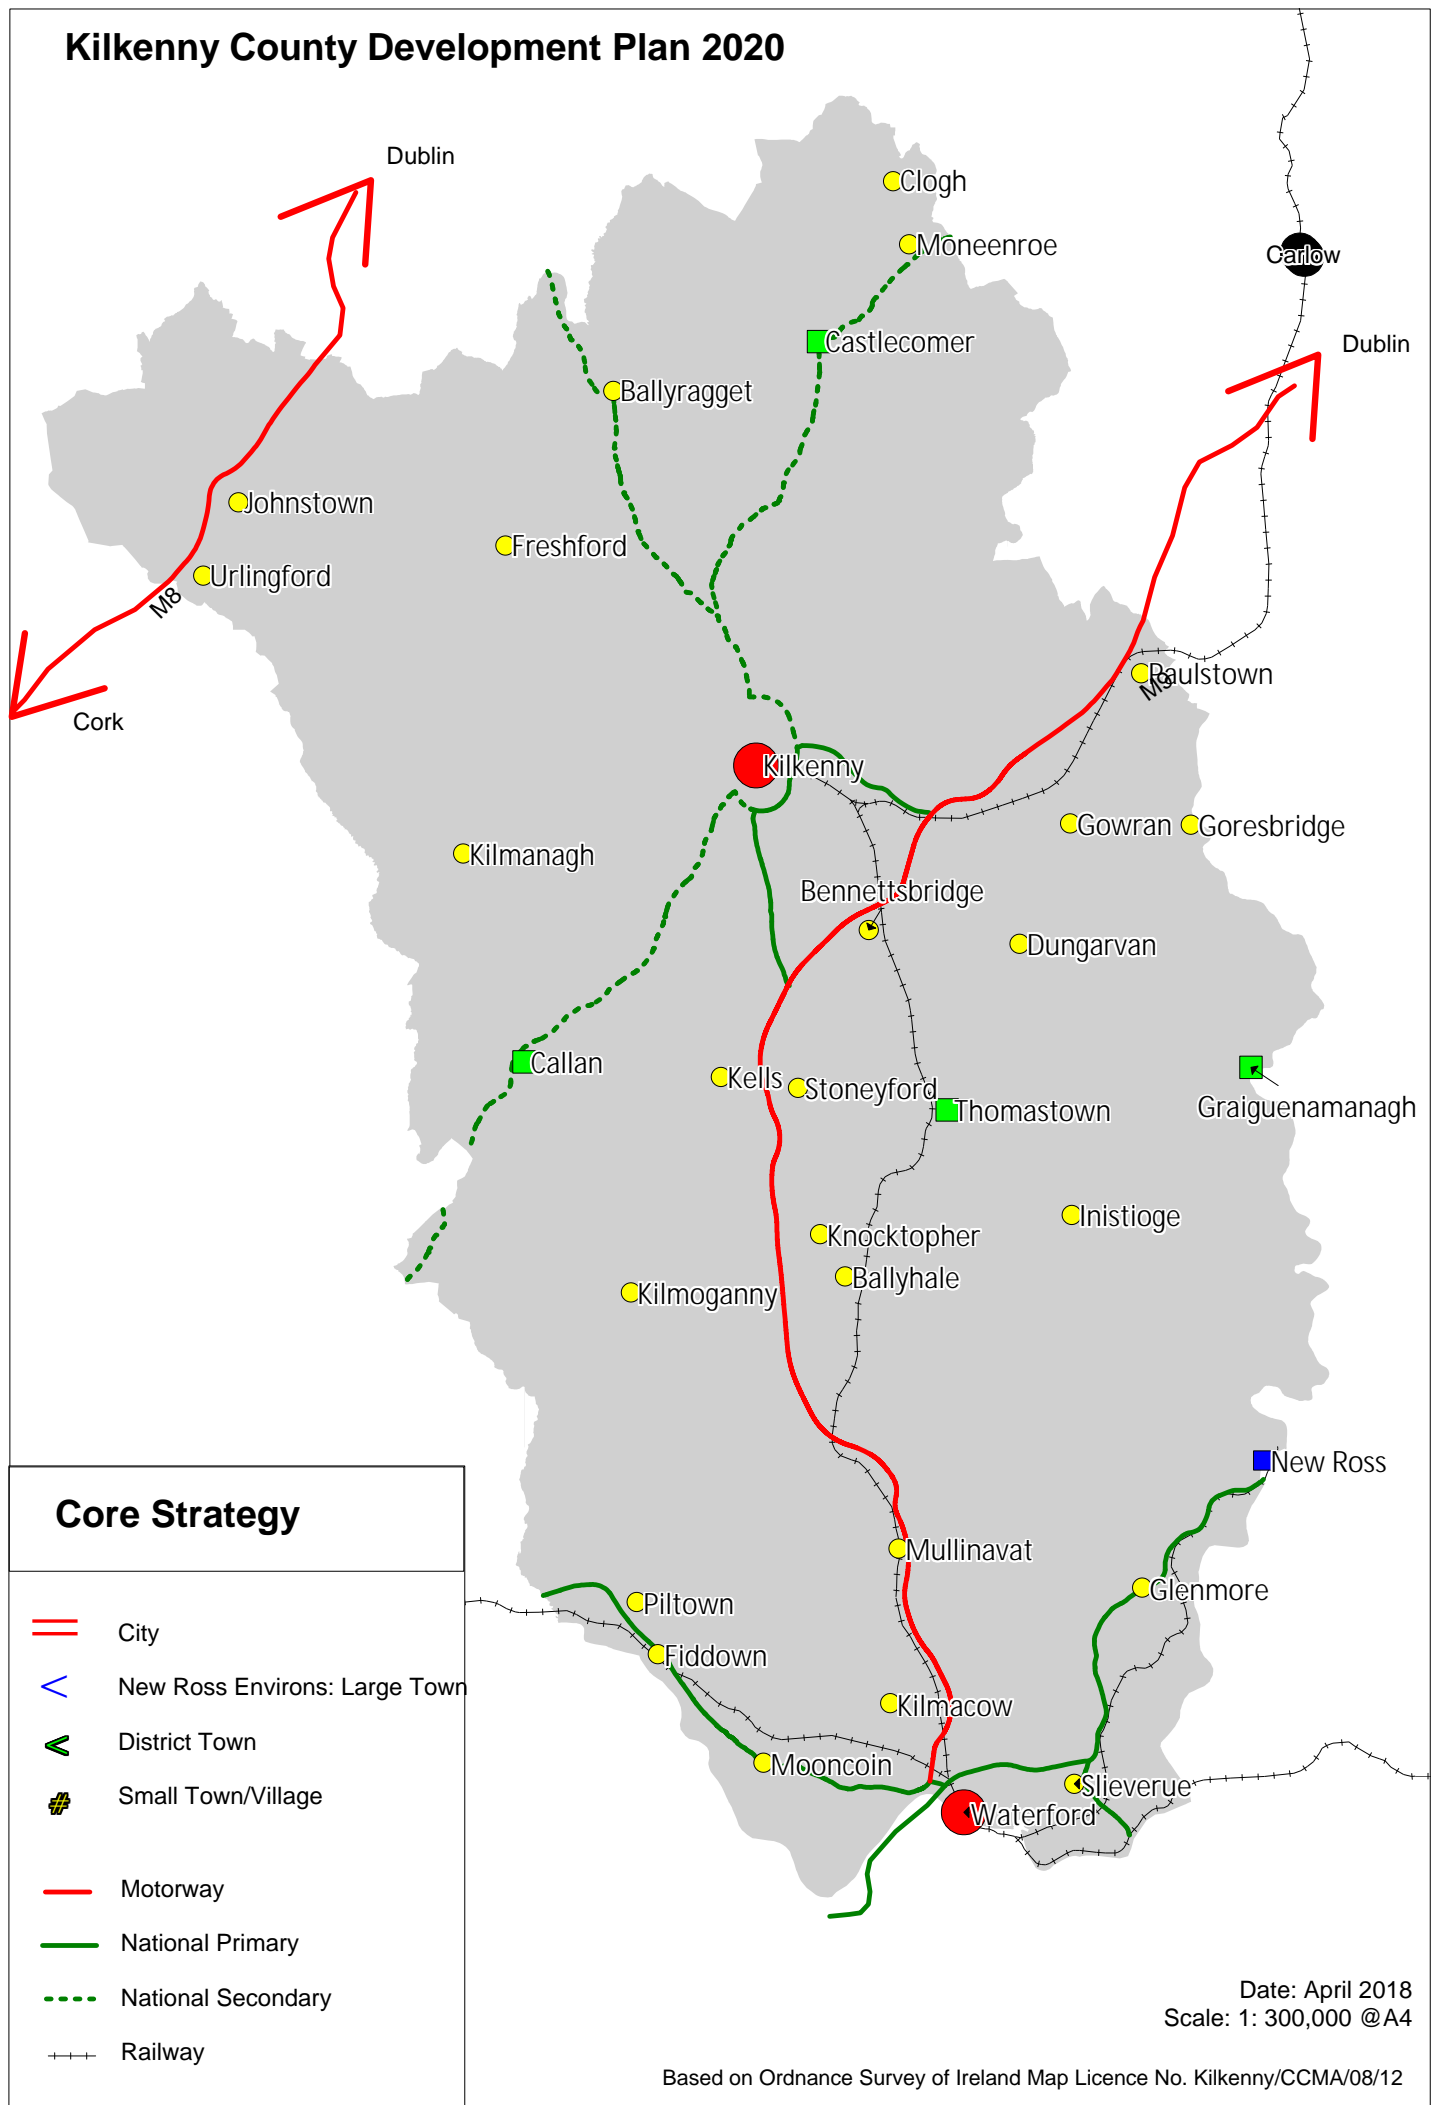 Kilkenny County Development Plan 2020
Dublin
Clogh
Moneenroe
Carlow
Castlecomer
Dublin
Ballyragget
Johnstown
Freshford
Urlingford
M8
Paulstown
M9
Cork
Kilkenny
Gowran
Goresbridge
Kilmanagh
Bennettsbridge
Dungarvan
Callan
Kells
Stoneyford
Thomastown
Graiguenamanagh
Inistioge
Knocktopher
Ballyhale
Kilmoganny
New Ross
Mullinavat
Glenmore
Piltown
Fiddown
Kilmacow
Mooncoin
Slieverue
Waterford
Core Strategy
City
New Ross Environs: Large Town
District Town
Small Town/Village
Motorway
National Primary
National Secondary
Railway
Date: April 2018
Scale: 1: 300,000 @A4
Based on Ordnance Survey of Ireland Map Licence No. Kilkenny/CCMA/08/12